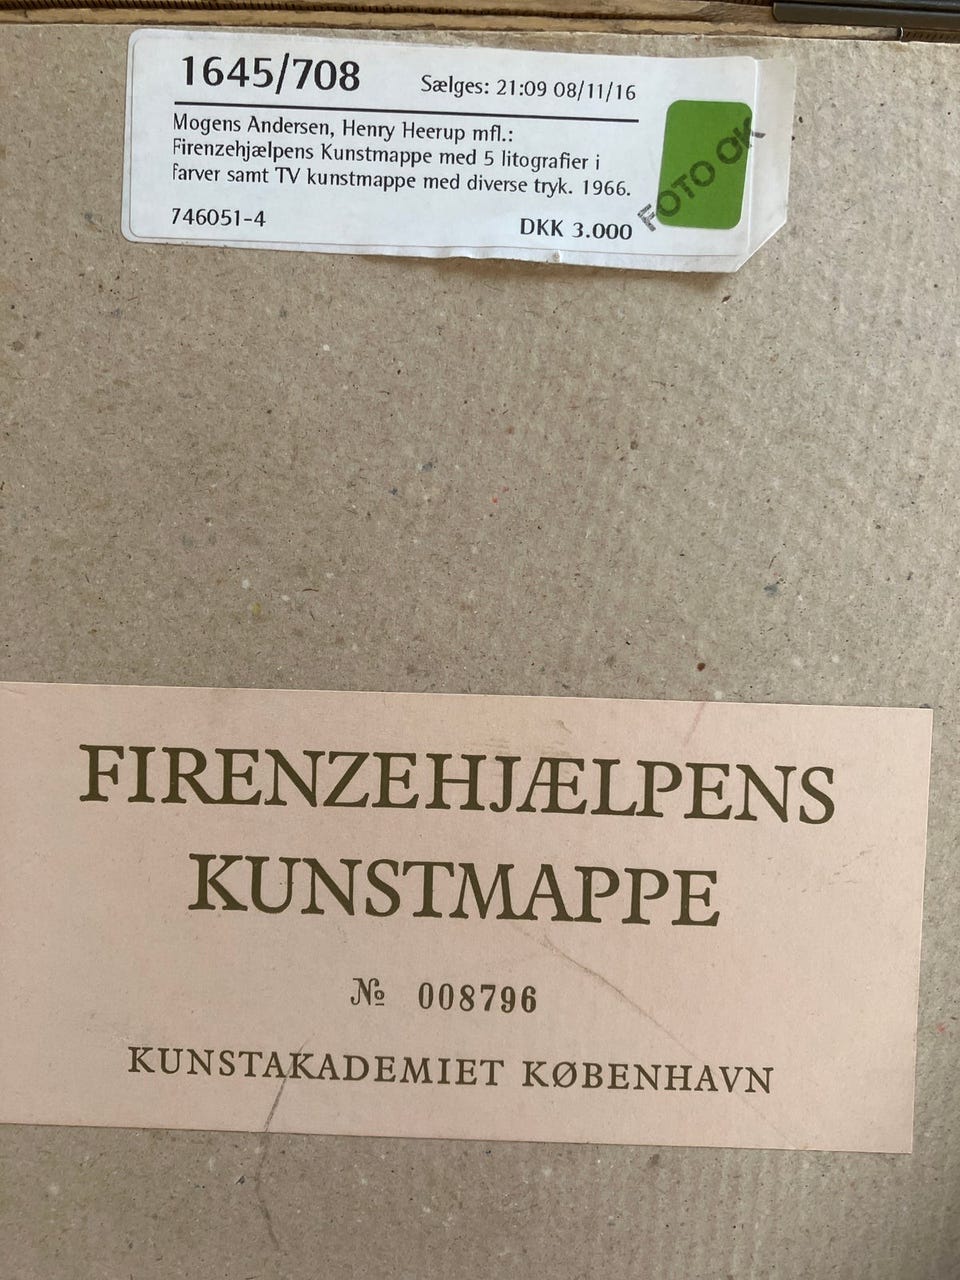 1645/708 Sælges: 21:09 08/11/16
Mogens Andersen, Henry Heerup mfl.:
Firenzehjælpens Kunstmappe med 5 litografier i
farver samt TV kunstmappe med diverse tryk. 1966.
746051-4 DKK 3.000
FOTO OK
FIRENZEHJÆLPENS
KUNSTMAPPE
№ 008796
KUNSTAKADEMIET KØBENHAVN